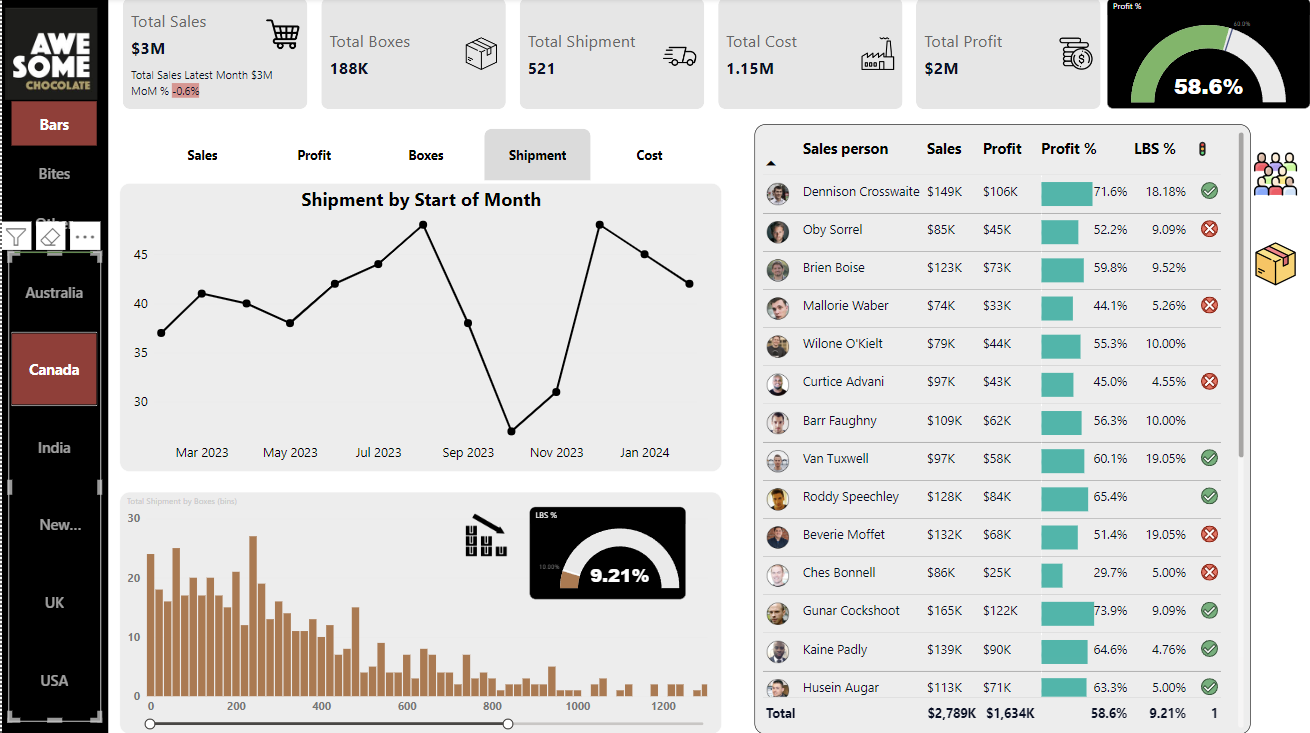 AWE
SOME
CHOCOLATE
Bars
Bites
Australia
Canada
India
New...
UK
USA
Total Sales
$3M
Total Sales Latest Month $3M
MoM % -0.6%
Total Boxes
188K
Total Shipment
521
Total Cost
1.15M
Total Profit
$2M
Profit %
60.0%
58.6%
Sales Profit Boxes Shipment Cost
Shipment by Start of Month
45
40
35
30
Mar 2023 May 2023 Jul 2023 Sep 2023 Nov 2023 Jan 2024
Total Shipment by Boxes (bins)
30
20
10
0
0 200 400 600 800 1000 1200
LBS %
10.00%
9.21%
Sales person Sales Profit Profit % LBS %
Dennison Crosswaite $149K $106K 71.6% 18.18%
Oby Sorrel $85K $45K 52.2% 9.09%
Brien Boise $123K $73K 59.8% 9.52%
Mallorie Waber $74K $33K 44.1% 5.26%
Wilone O'Kielt $79K $44K 55.3% 10.00%
Curtice Advani $97K $43K 45.0% 4.55%
Barr Faughny $109K $62K 56.3% 10.00%
Van Tuxwell $97K $58K 60.1% 19.05%
Roddy Speechley $128K $84K 65.4%
Beverie Moffet $132K $68K 51.4% 19.05%
Ches Bonnell $86K $25K 29.7% 5.00%
Gunar Cockshoot $165K $122K 73.9% 9.09%
Kaine Padly $139K $90K 64.6% 4.76%
Husein Augar $113K $71K 63.3% 5.00%
Total $2,789K $1,634K 58.6% 9.21% 1